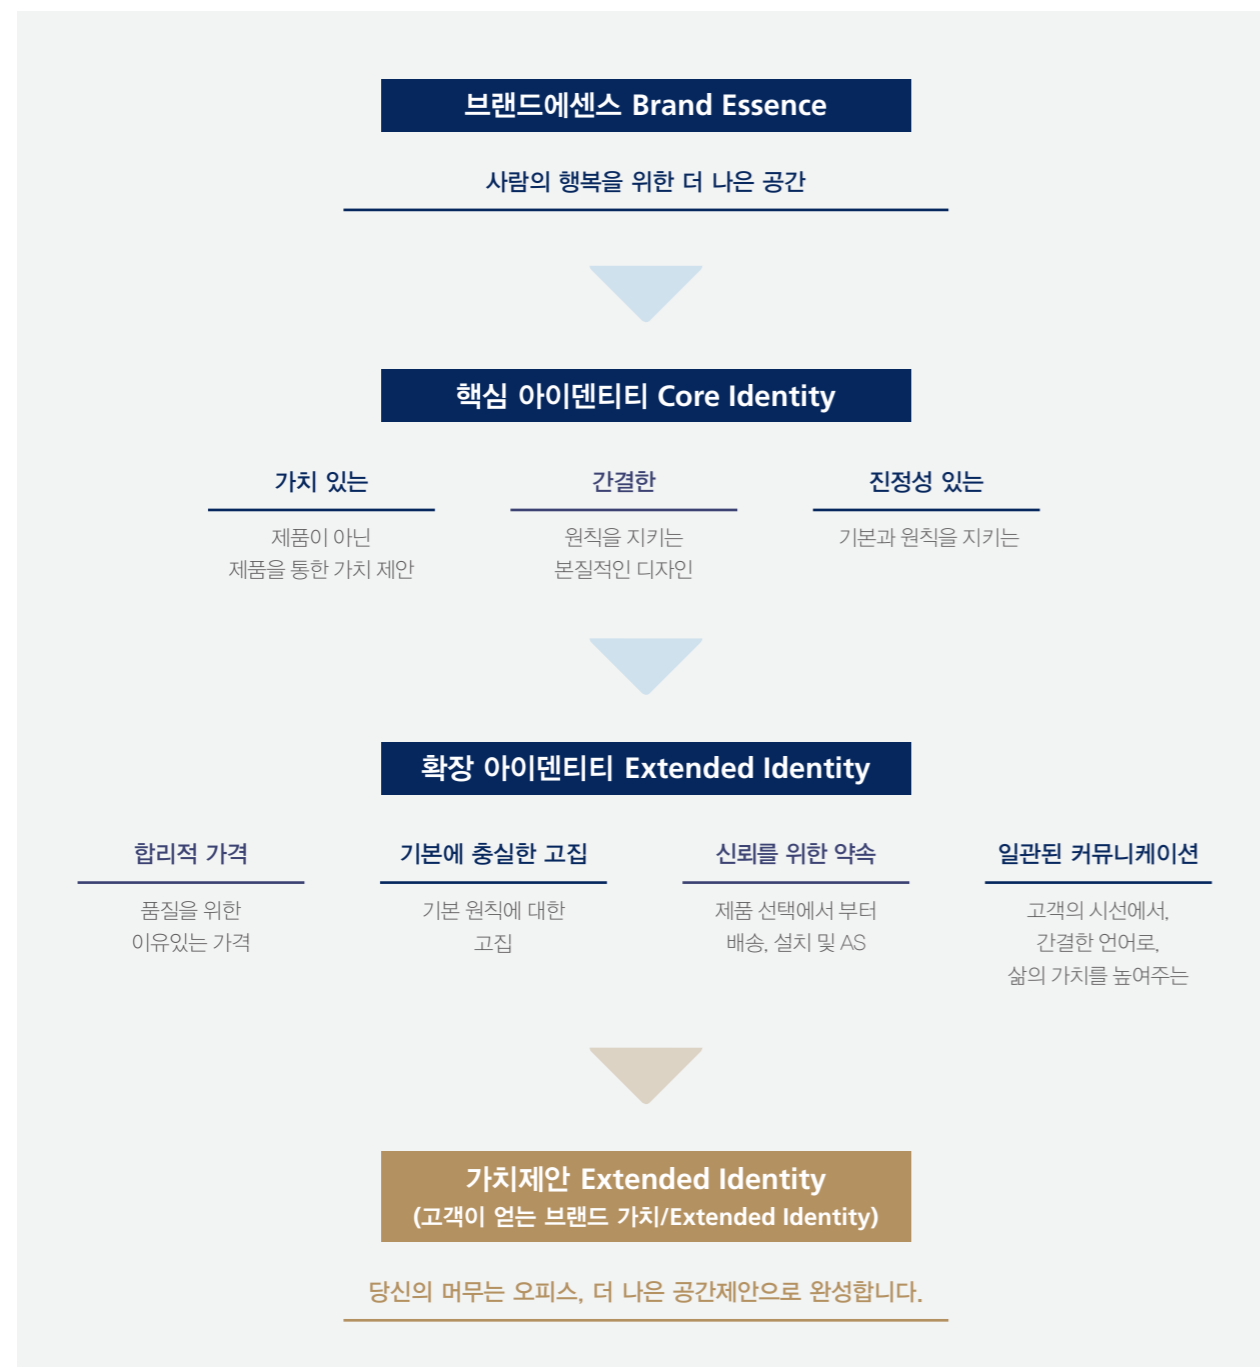 브랜드에센스 Brand Essence
사람의 행복을 위한 더 나은 공간
핵심 아이덴티티 Core Identity
가치 있는
제품이 아닌
제품을 통한 가치 제안
간결한
원칙을 지키는
본질적인 디자인
진정성 있는
기본과 원칙을 지키는
확장 아이덴티티 Extended Identity
합리적 가격
품질을 위한
이유있는 가격
기본에 충실한 고집
기본 원칙에 대한
고집
신뢰를 위한 약속
제품 선택에서 부터
배송, 설치 및 AS
일관된 커뮤니케이션
고객의 시선에서,
간결한 언어로,
삶의 가치를 높여주는
가치제안 Extended Identity
(고객이 얻는 브랜드 가치/Extended Identity)
당신의 머무는 오피스, 더 나은 공간제안으로 완성합니다.